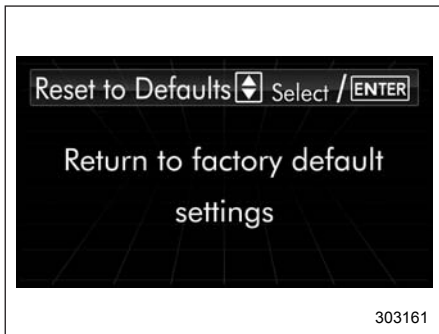 Reset to Defaults Select / ENTER
Return to factory default
settings
303161